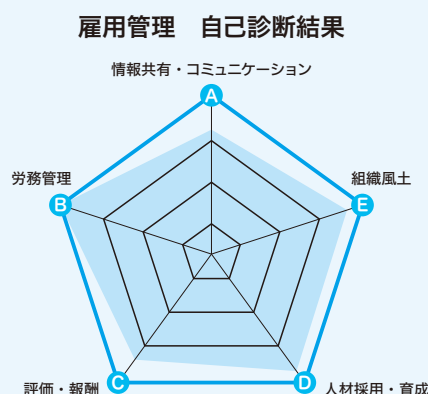 雇用管理　自己診断結果
情報共有・コミュニケーション
A
労務管理
組織風土
B
E
C
D
評価・報酬
人材採用・育成